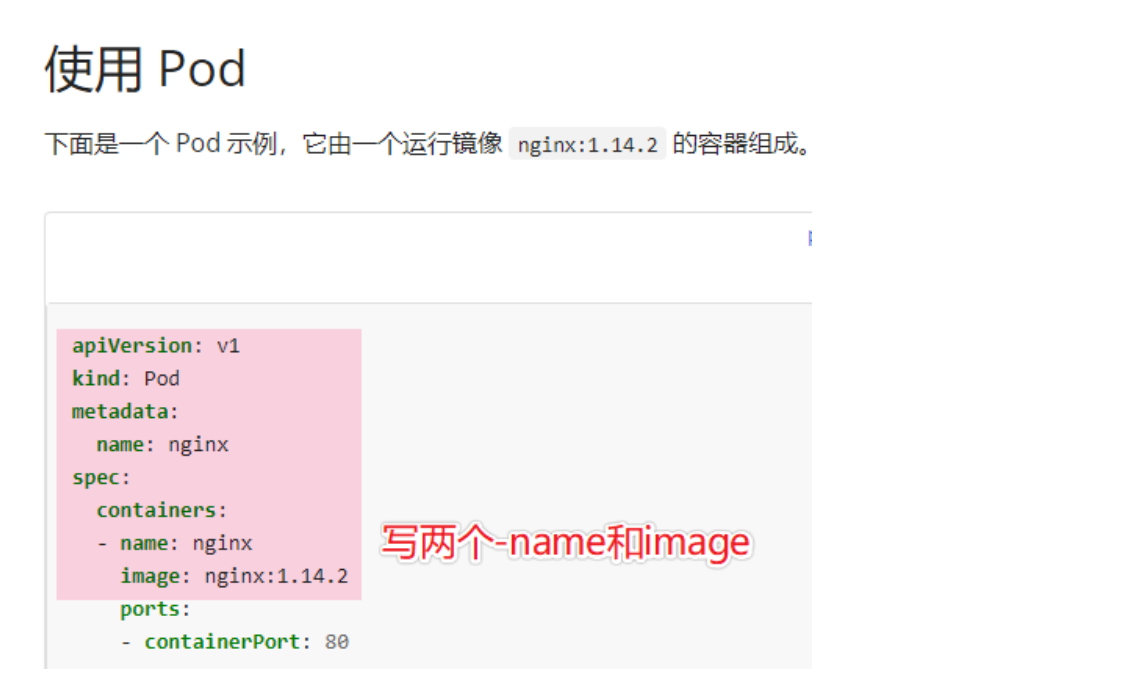 使用 Pod
下面是一个 Pod 示例，它由一个运行镜像 nginx:1.14.2 的容器组成。
apiVersion: v1
kind: Pod
metadata:
  name: nginx
spec:
  containers:
  - name: nginx
    image: nginx:1.14.2
    ports:
    - containerPort: 80
写两个-name和image